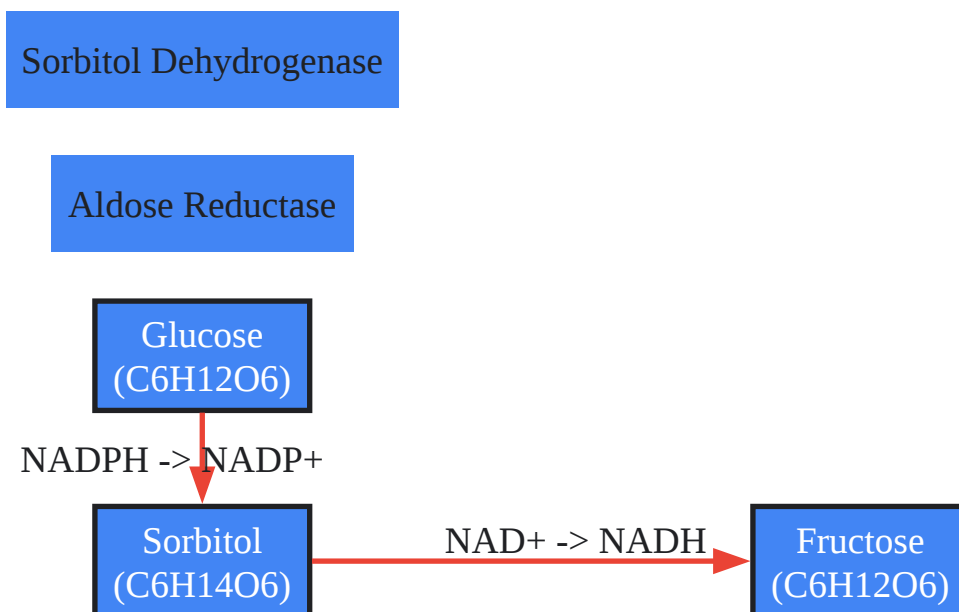 Sorbitol Dehydrogenase
Aldose Reductase
Glucose
(C6H12O6)
NADPH -> NADP+
Sorbitol
(C6H14O6)
NAD+ -> NADH
Fructose
(C6H12O6)